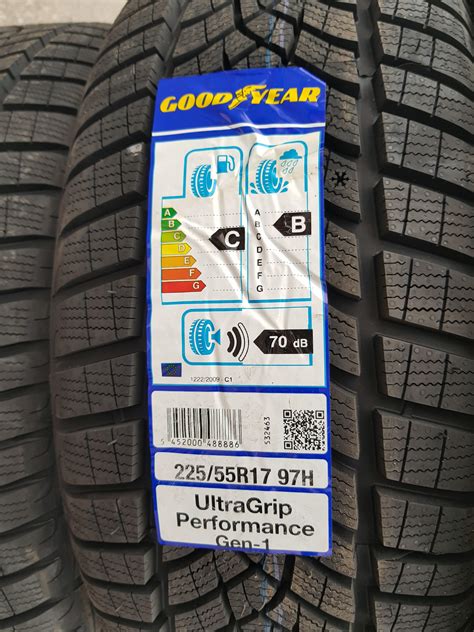 GOODYEAR
A
B
C
D
E
F
G
C
A
B
C
D
E
F
G
B
70 dB
1222/2009 - C1
5 452000 488886
532463
225/55R17 97H
UltraGrip
Performance
Gen-1